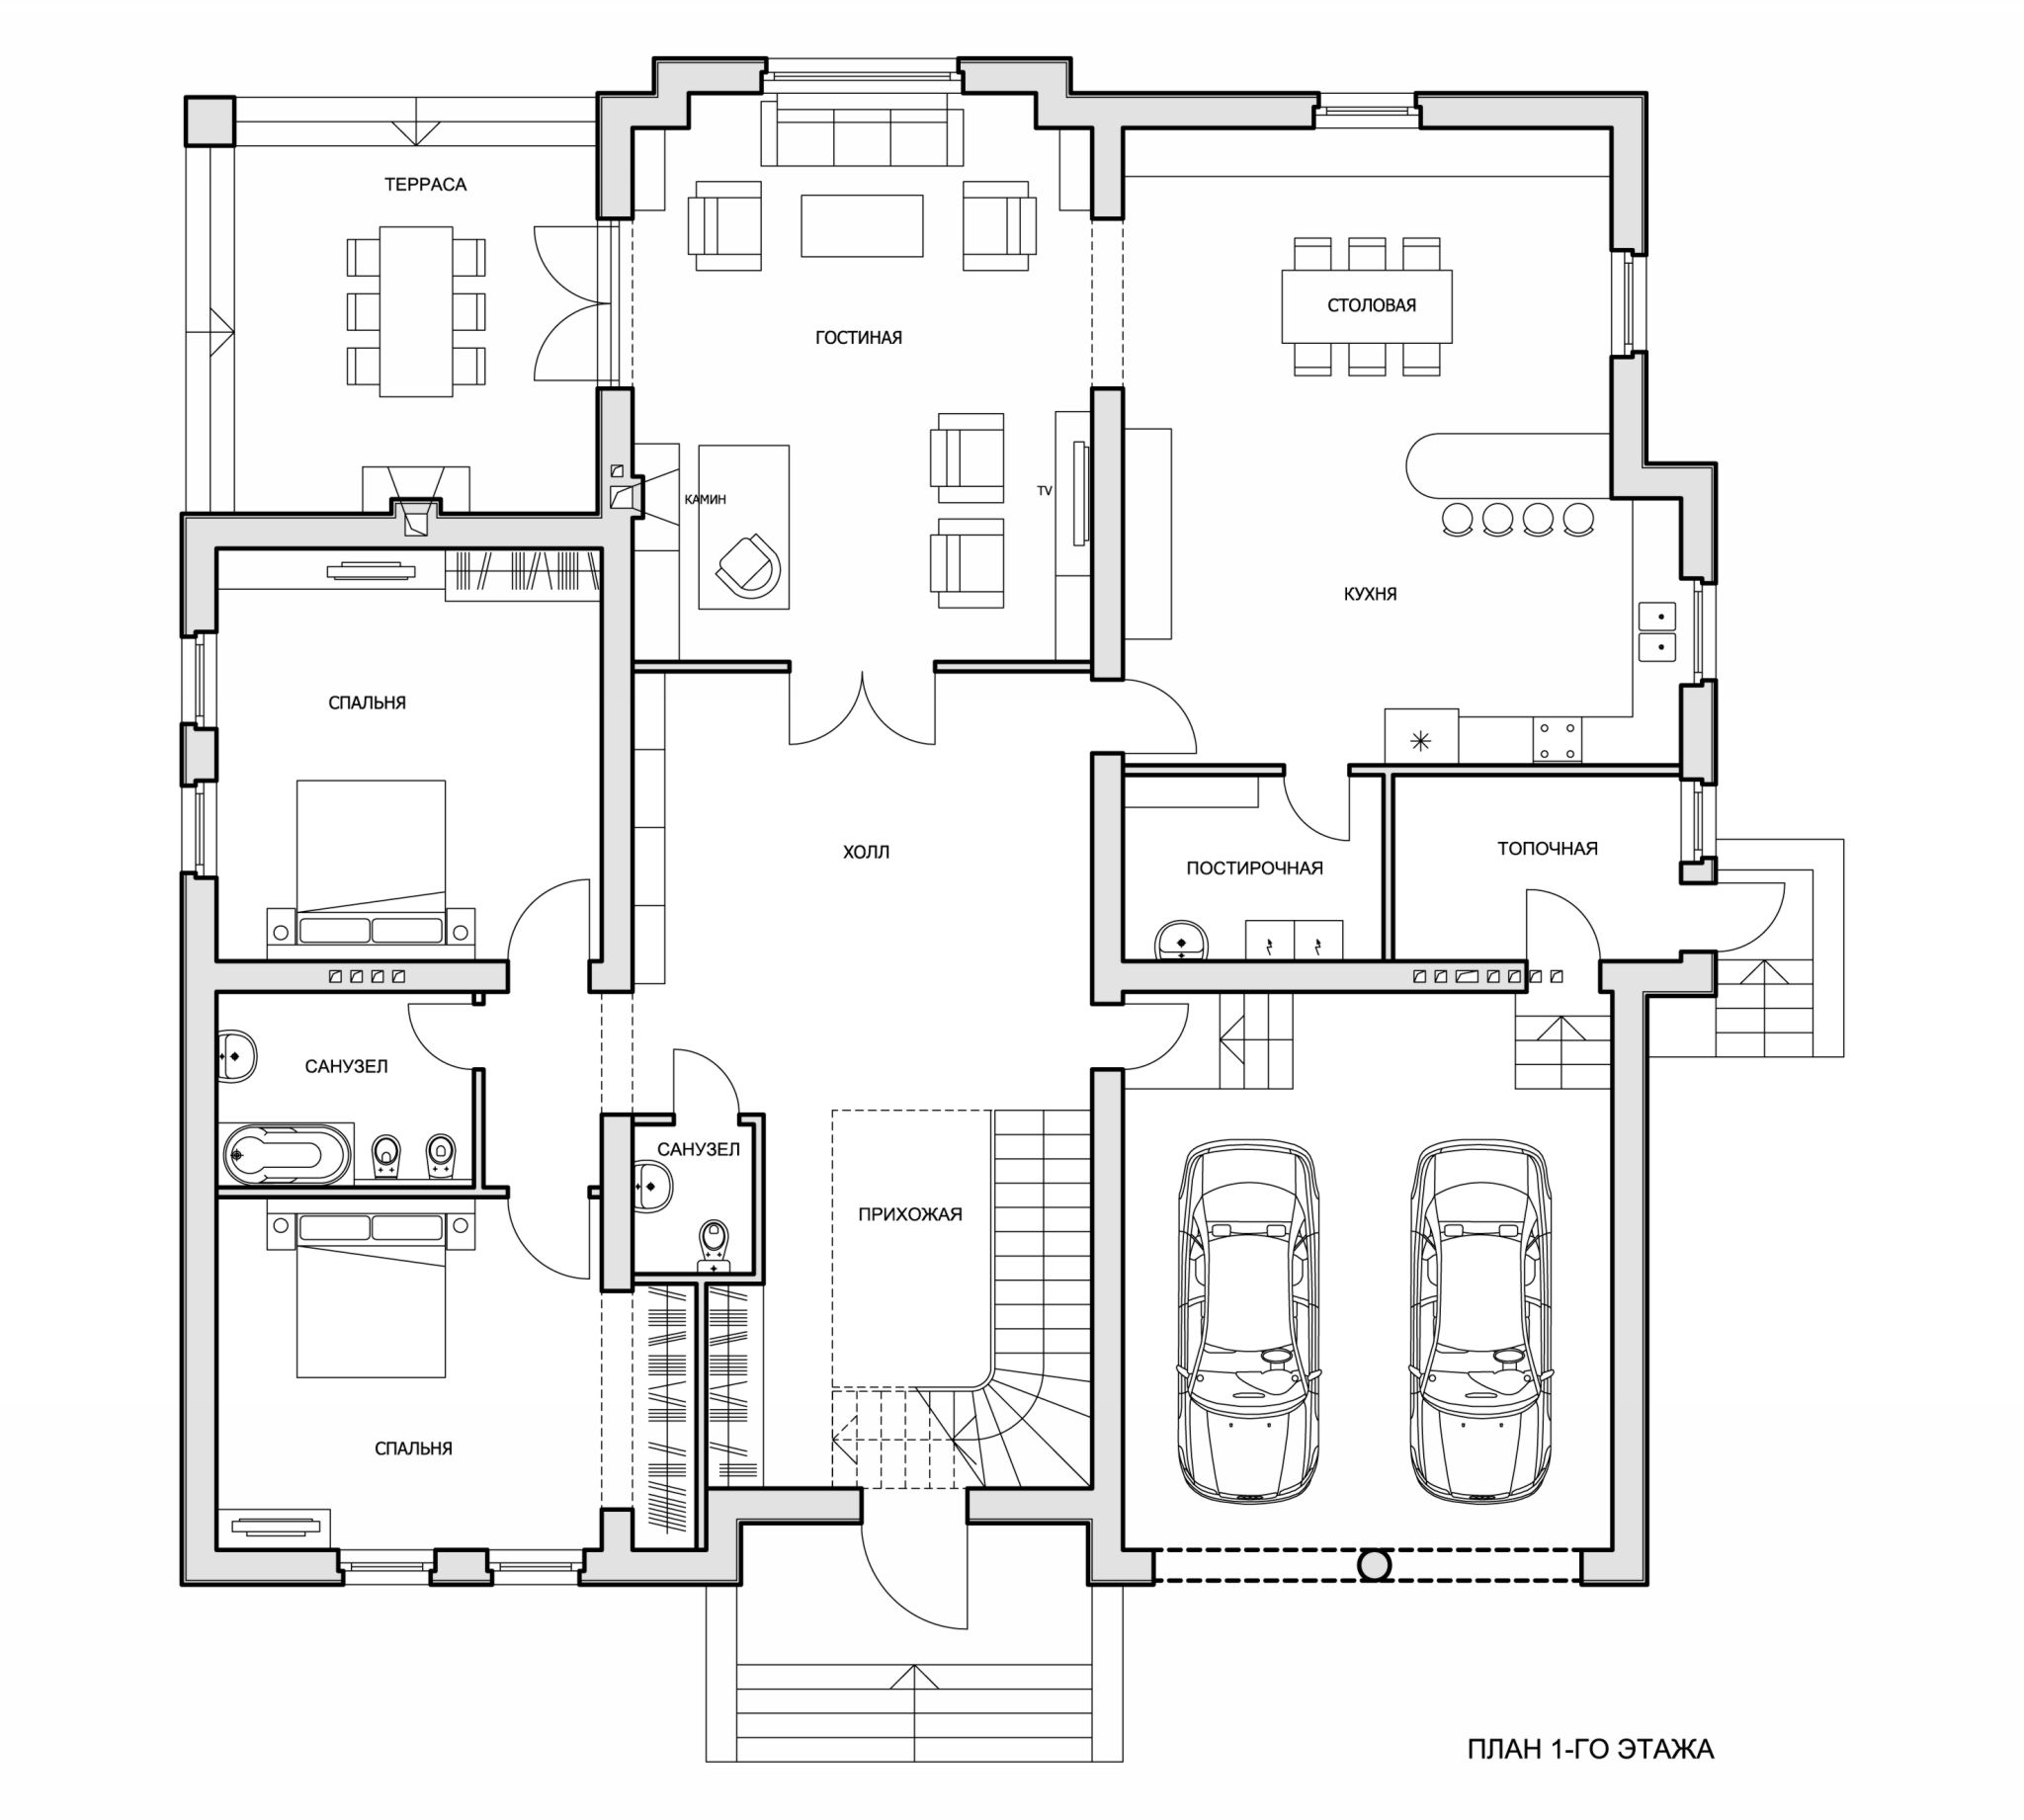 ТЕРРАСА
СТОЛОВАЯ
ГОСТИНАЯ
КАМИН
TV
КУХНЯ
СПАЛЬНЯ
ХОЛЛ
ТОПОЧНАЯ
ПОСТИРОЧНАЯ
САНУЗЕЛ
САНУЗЕЛ
ПРИХОЖАЯ
СПАЛЬНЯ
ПЛАН 1-ГО ЭТАЖА